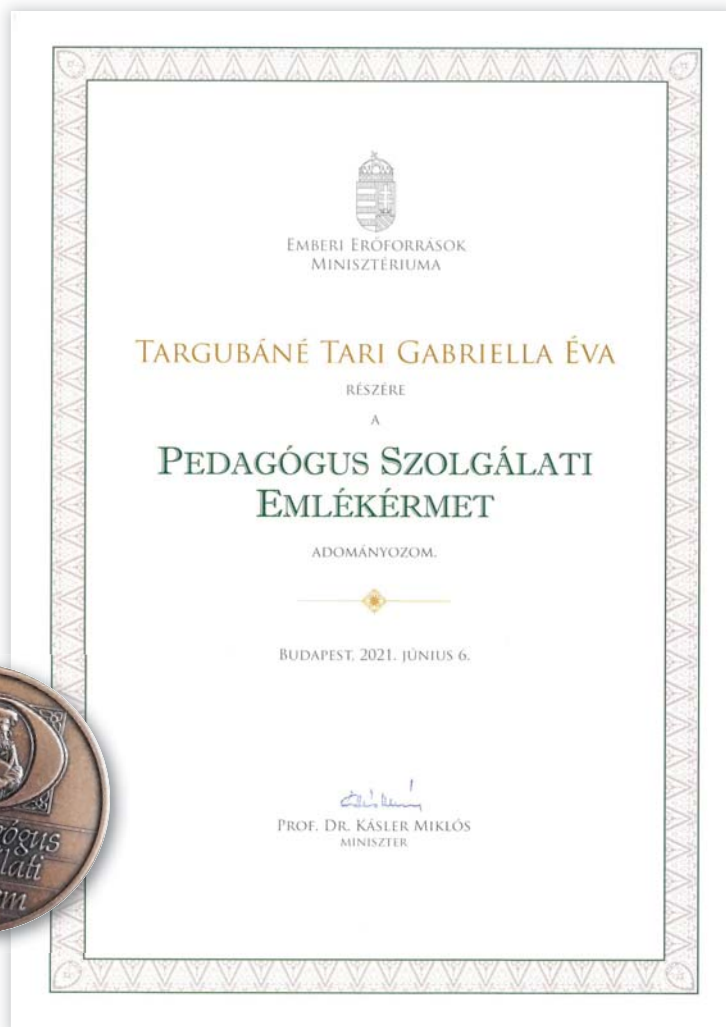 EMBERI ERŐFORRÁSOK
MINISZTÉRIUMA
TARGUBÁNÉ TARI GABRIELLA ÉVA
RÉSZÉRE
A
PEDAGÓGUS SZOLGÁLATI
EMLÉKÉRMET
ADOMÁNYOZOM.
BUDAPEST, 2021. JÚNIUS 6.
PROF. DR. KÁSLER MIKLÓS
MINISZTER